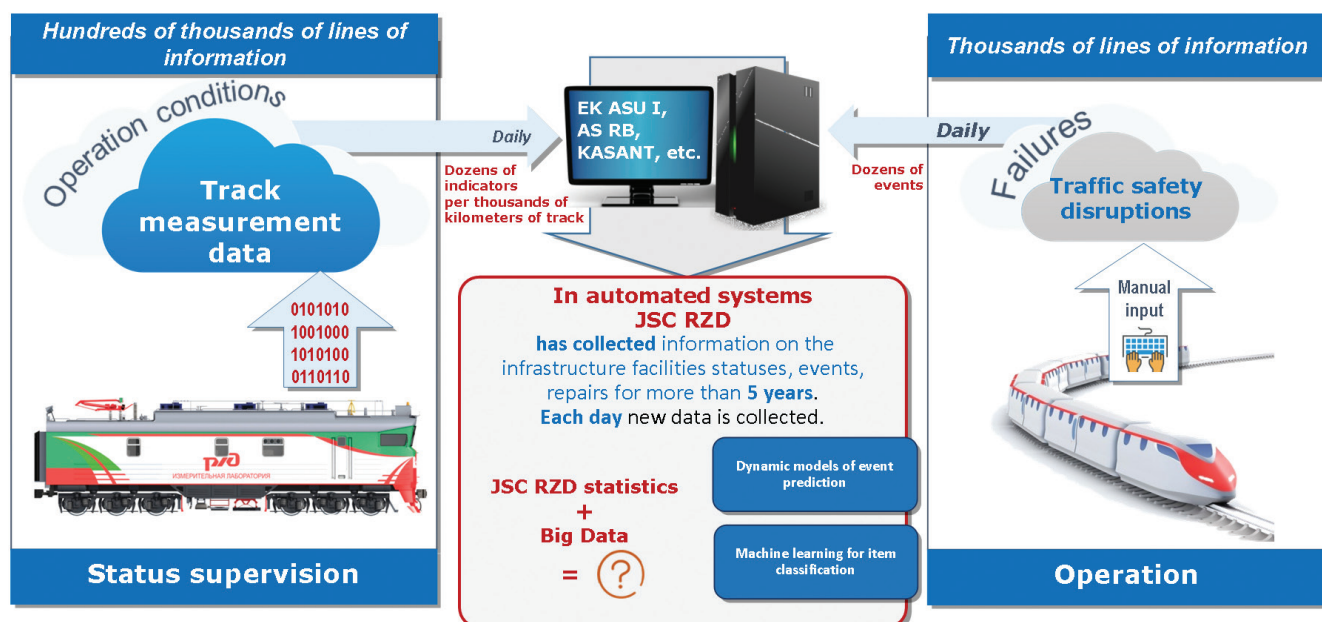 Hundreds of thousands of lines of
information
Operation conditions
Track
measurement
data
0101010
1001000
1010100
0110110
РЖД
ИЗМЕРИТЕЛЬНАЯ ЛАБОРАТОРИЯ
Status supervision
Daily
Dozens of
indicators
per thousands of
kilometers of track
EK ASU I,
AS RB,
KASANT, etc.
Daily
Dozens of
events
In automated systems
JSC RZD
has collected information on the
infrastructure facilities statuses, events,
repairs for more than 5 years.
Each day new data is collected.
JSC RZD statistics
+
Big Data
= ?
Dynamic models of event
prediction
Machine learning for item
classification
Thousands of lines of information
Failures
Traffic safety
disruptions
Manual
input
Operation